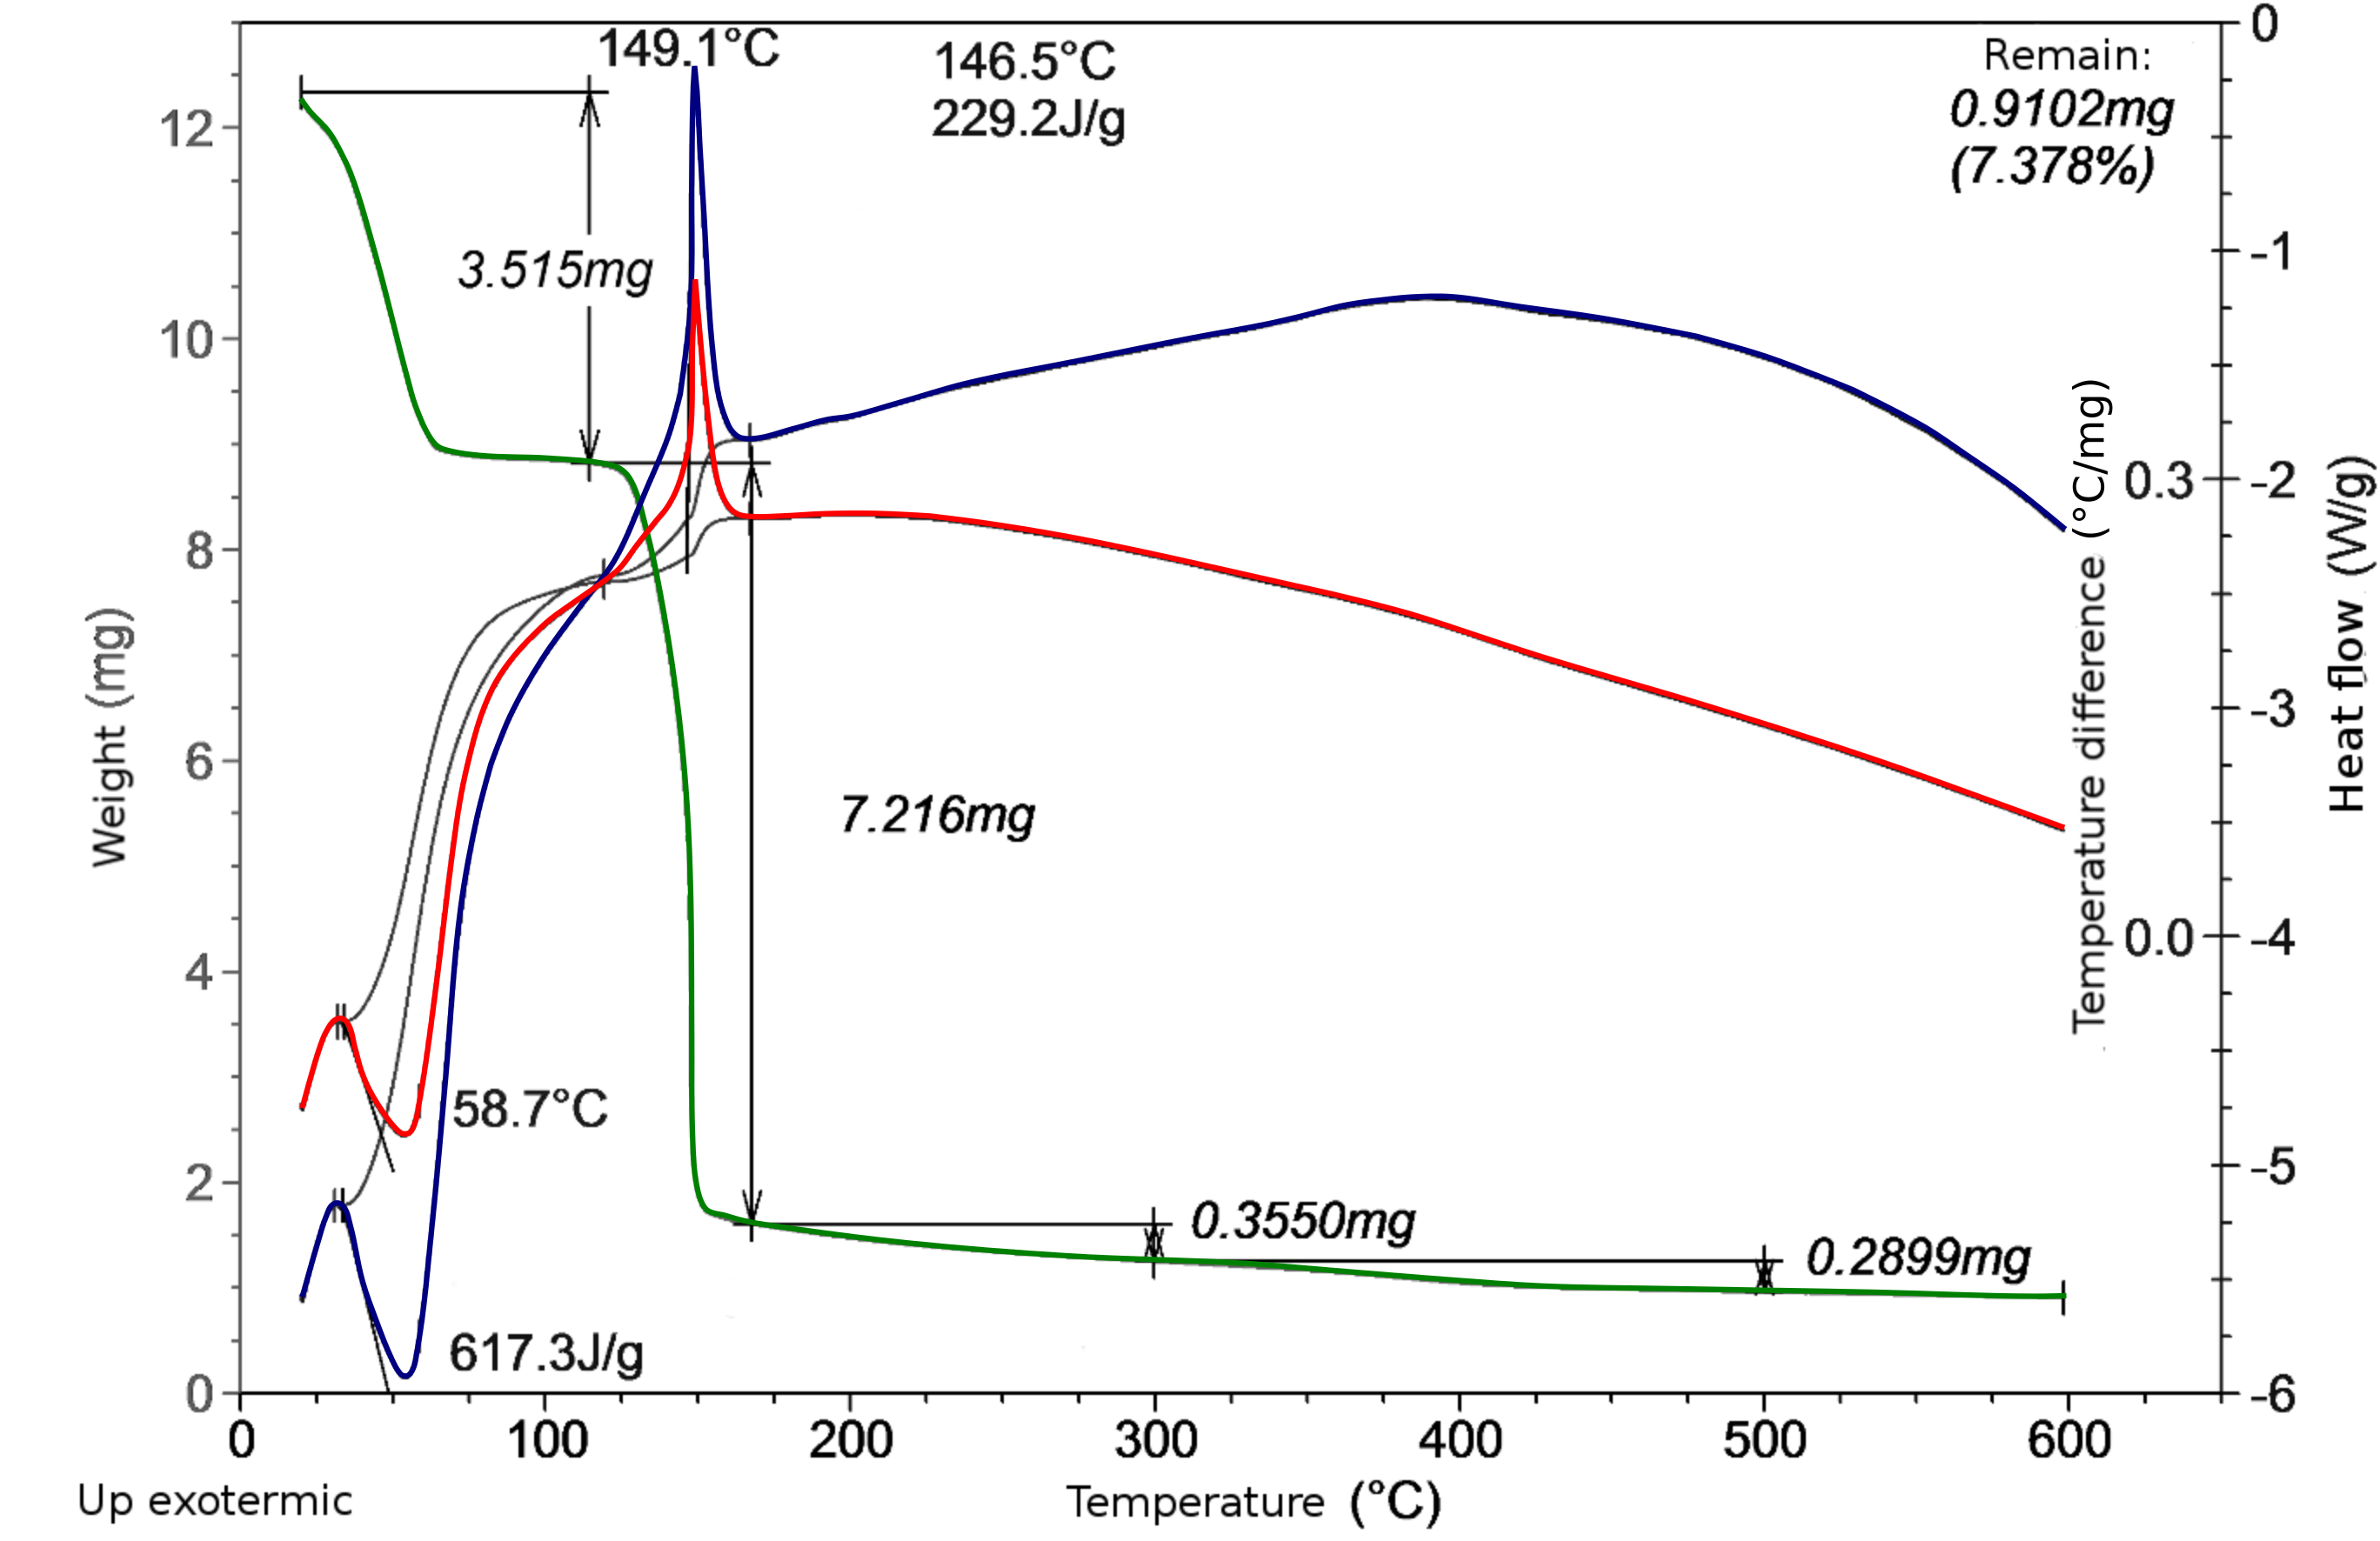 149.1°C
146.5°C
229.2J/g
Remain:
0.9102mg
(7.378%)
3.515mg
7.216mg
58.7°C
617.3J/g
0.3550mg
0.2899mg
Weight (mg)
12
10
8
6
4
2
0
0
100
200
300
400
500
600
Temperature (°C)
Up exotermic
Temperature difference (°C/mg)
0.3
0.0
0
-1
-2
-3
-4
-5
-6
Heat flow (W/g)